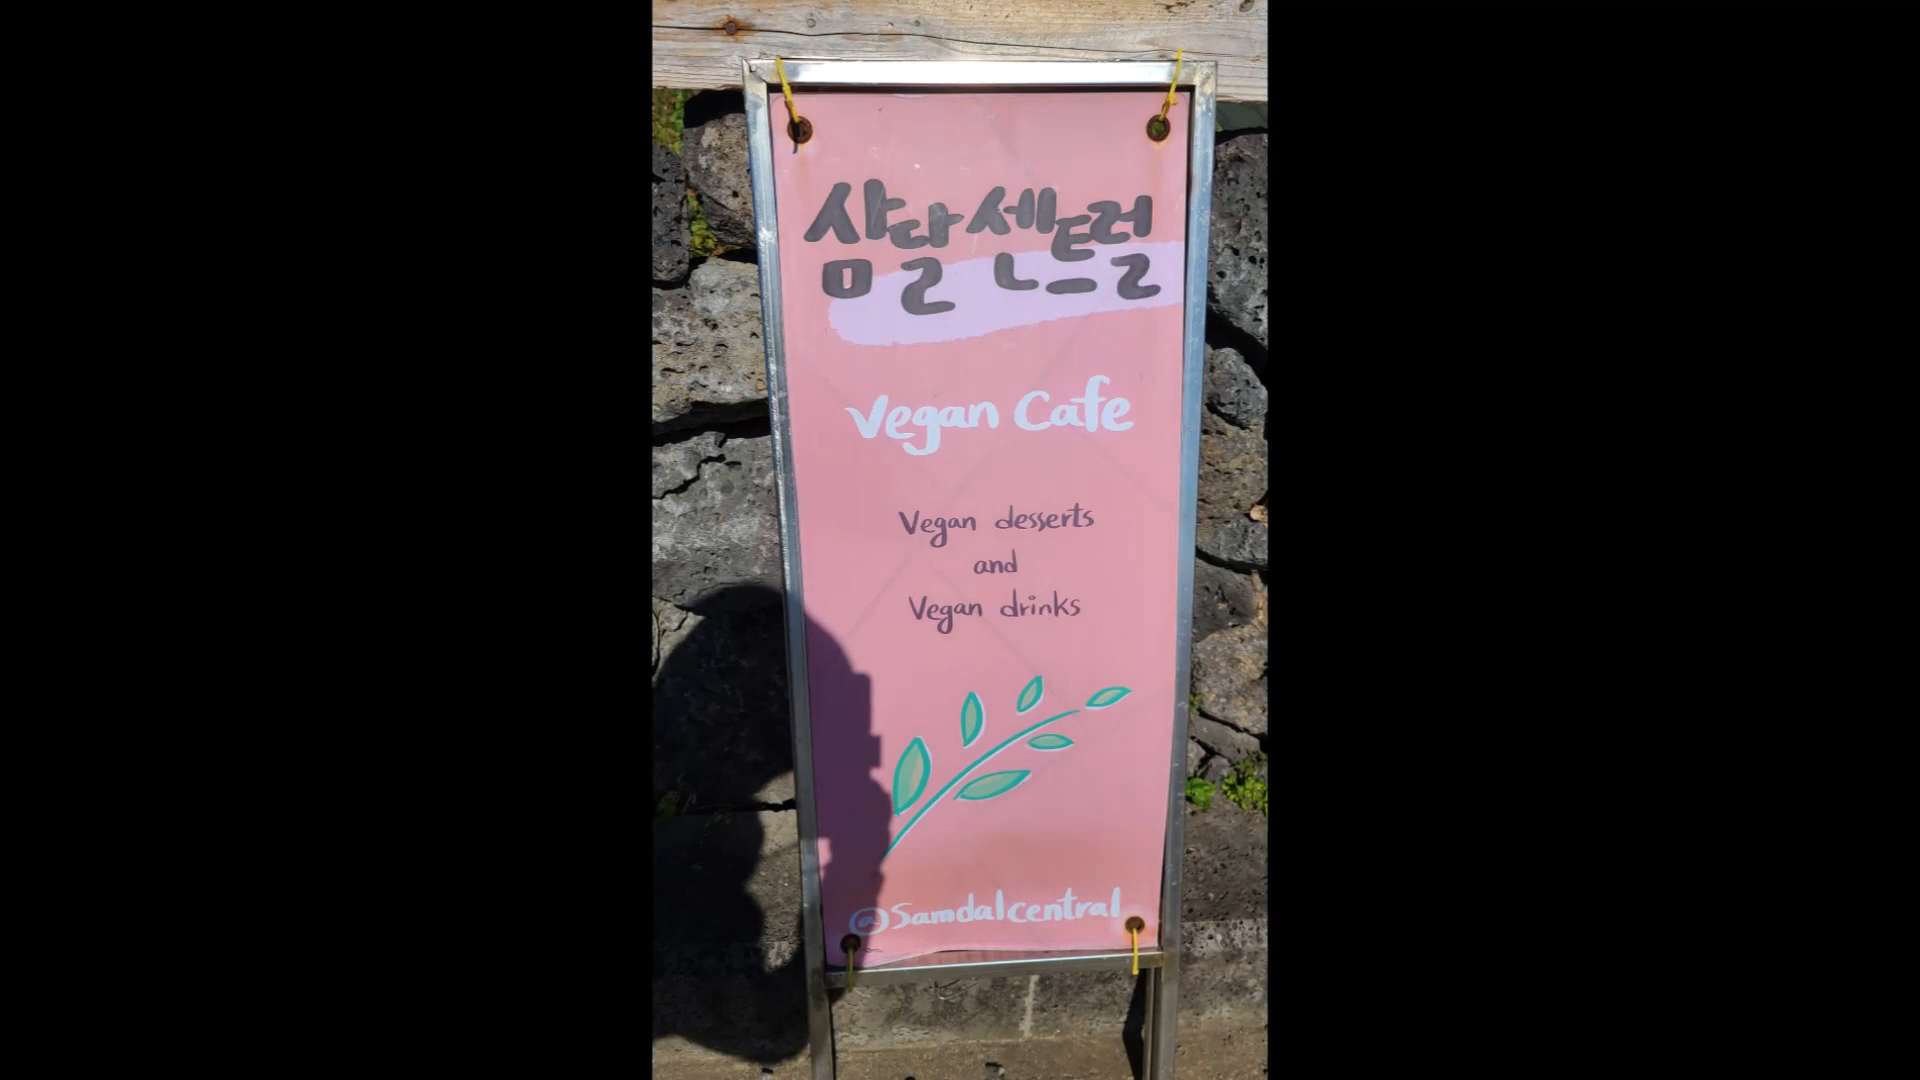 삼달센트럴
Vegan Cafe
Vegan desserts
and
Vegan drinks
@Samdalcentral